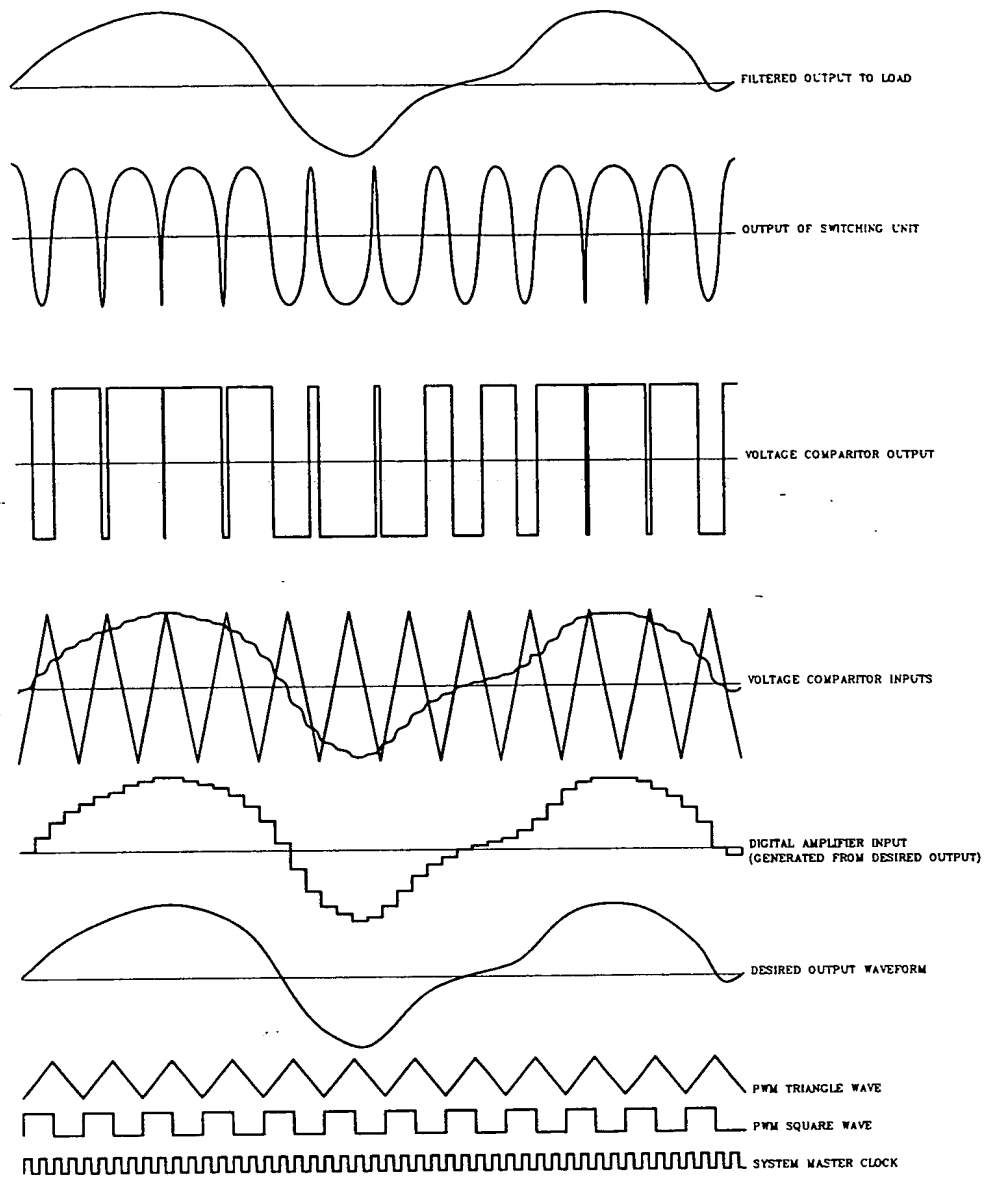 FILTERED OUTPUT TO LOAD
OUTPUT OF SWITCHING UNIT
VOLTAGE COMPARITOR OUTPUT
VOLTAGE COMPARITOR INPUTS
DIGITAL AMPLIFIER INPUT
(GENERATED FROM DESIRED OUTPUT)
DESIRED OUTPUT WAVEFORM
PWM TRIANGLE WAVE
PWM SQUARE WAVE
SYSTEM MASTER CLOCK